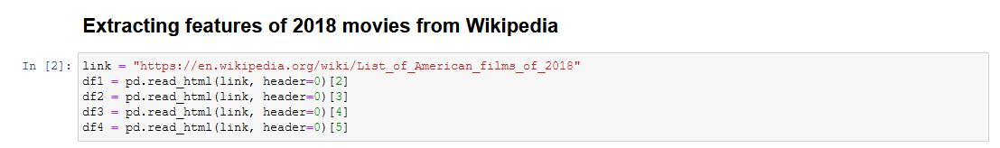 Extracting features of 2018 movies from Wikipedia
In [2]: link = "https://en.wikipedia.org/wiki/List_of_American_films_of_2018"
df1 = pd.read_html(link, header=0)[2]
df2 = pd.read_html(link, header=0)[3]
df3 = pd.read_html(link, header=0)[4]
df4 = pd.read_html(link, header=0)[5]